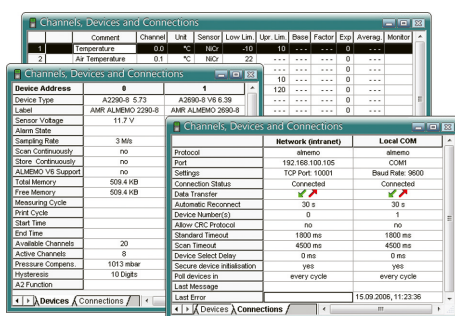 Channels, Devices and Connections
Comment Channel Unit Sensor Low Lim. Upr. Lim. Base Factor Exp Averag. Monitor
1 Temperature 0.0 °C NiCr -10 10 - - - - - - 0 - - -
2 Air Temperature 0.1 °C NiCr 22 - - - - - - - - - 0 - - -
- - - - - - - - - 0 - - -
10 - - - - - - 0 - - -
120 - - - - - - 0 - - -
Channels, Devices and Connections
Device Address 0 1
Device Type A2290-8 5.73 A2690-8 V6 6.39
Label AMR ALMEMO 2290-8 AMR ALMEMO 2690-8
Sensor Voltage 11.7 V
Alarm State
Sampling Rate 3 M/s
Scan Continuously no
Store Continously no
ALMEMO V6 Support no
Total Memory 509.4 KB
Free Memory 509.4 KB
Measuring Cycle
Print Cycle
Start Time
End Time
Available Channels 20
Active Channels 8
Pressure Compens. 1013 mbar
Hysteresis 10 Digits
A2 Function
Devices Connections
Channels, Devices and Connections
Network (intranet) Local COM
Protocol almemo almemo
Port 192.168.100.105 COM1
Settings TCP Port: 10001 Baud Rate: 9600
Connection Status Connected Connected
Data Transfer
Automatic Reconnect 30 s 30 s
Device Number(s) 0 1
Allow CRC Protocol no no
Standard Timeout 1800 ms 1800 ms
Scan Timeout 4500 ms 4500 ms
Device Select Delay 0 ms 0 ms
Secure device initialisation yes yes
Poll devices in every cycle every cycle
Last Message
Last Error 15.09.2006, 11:23:36
Devices Connections